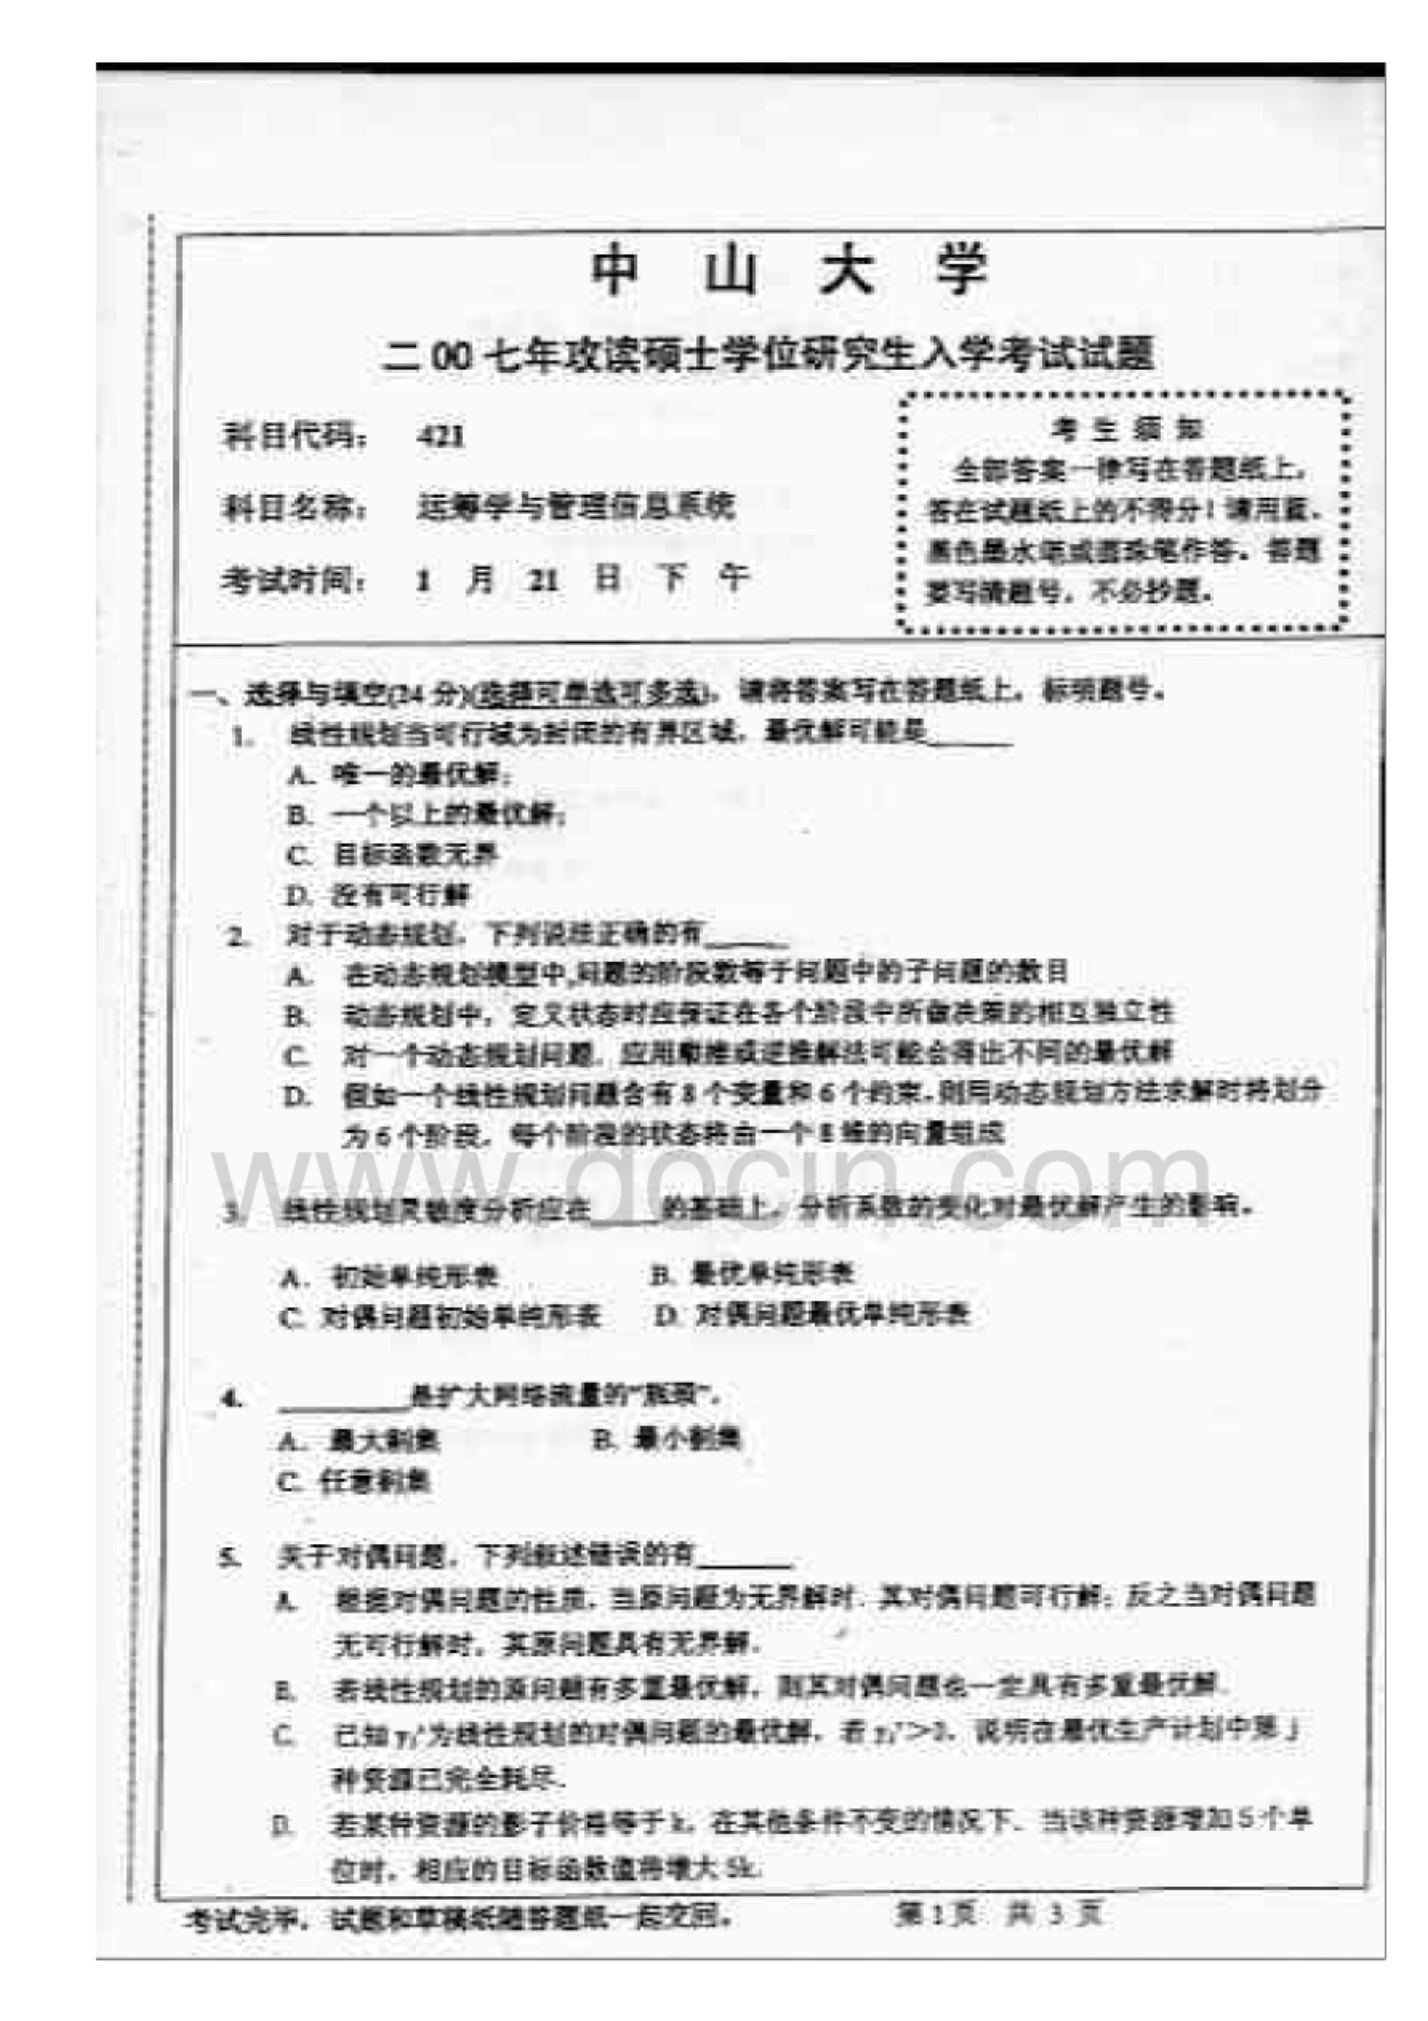 中 山 大 学
二00七年攻读硕士学位研究生入学考试试题
科目代码： 421
科目名称： 运筹学与管理信息系统
考试时间： 1 月 21 日 下 午
考 生 须 知
全部答案一律写在答题纸上，
答在试题纸上的不得分！请用蓝、
黑色墨水笔或圆珠笔作答。答题
要写清题号，不必抄题。
一、选择与填空(24分)(选择可单选可多选)，请将答案写在答题纸上，标明题号。
1. 线性规划当可行域为封闭的有界区域，最优解可能是_____
A. 唯一的最优解；
B. 一个以上的最优解；
C. 目标函数无界
D. 没有可行解
2. 对于动态规划，下列说法正确的有_____
A. 在动态规划模型中,问题的阶段数等于问题中的子问题的数目
B. 动态规划中，定义状态时应保证在各个阶段中所做决策的相互独立性
C. 对一个动态规划问题，应用顺推或逆推解法可能会得出不同的最优解
D. 假如一个线性规划问题含有8个变量和6个约束，则用动态规划方法求解时将划分
为6个阶段，每个阶段的状态将由一个8维的向量组成
www.docin.com
3. 线性规划灵敏度分析应在____的基础上，分析系数的变化对最优解产生的影响。
A. 初始单纯形表 B. 最优单纯形表
C. 对偶问题初始单纯形表 D. 对偶问题最优单纯形表
4. ________是扩大网络流量的“瓶颈”。
A. 最大割集 B. 最小割集
C. 任意割集
5. 关于对偶问题，下列叙述错误的有______
A. 根据对偶问题的性质，当原问题为无界解时，其对偶问题可行解；反之当对偶问题
无可行解时，其原问题具有无界解.
B. 若线性规划的原问题有多重最优解，则其对偶问题也一定具有多重最优解.
C. 已知 为线性规划的对偶问题的最优解，若 ，说明在最优生产计划中第 j
种资源已完全耗尽.
D. 若某种资源的影子价格等于k，在其他条件不变的情况下，当该种资源增加5个单
位时，相应的目标函数值将增大5k.
考试完毕，试题和草稿纸随答题纸一起交回。 第1页 共 3 页